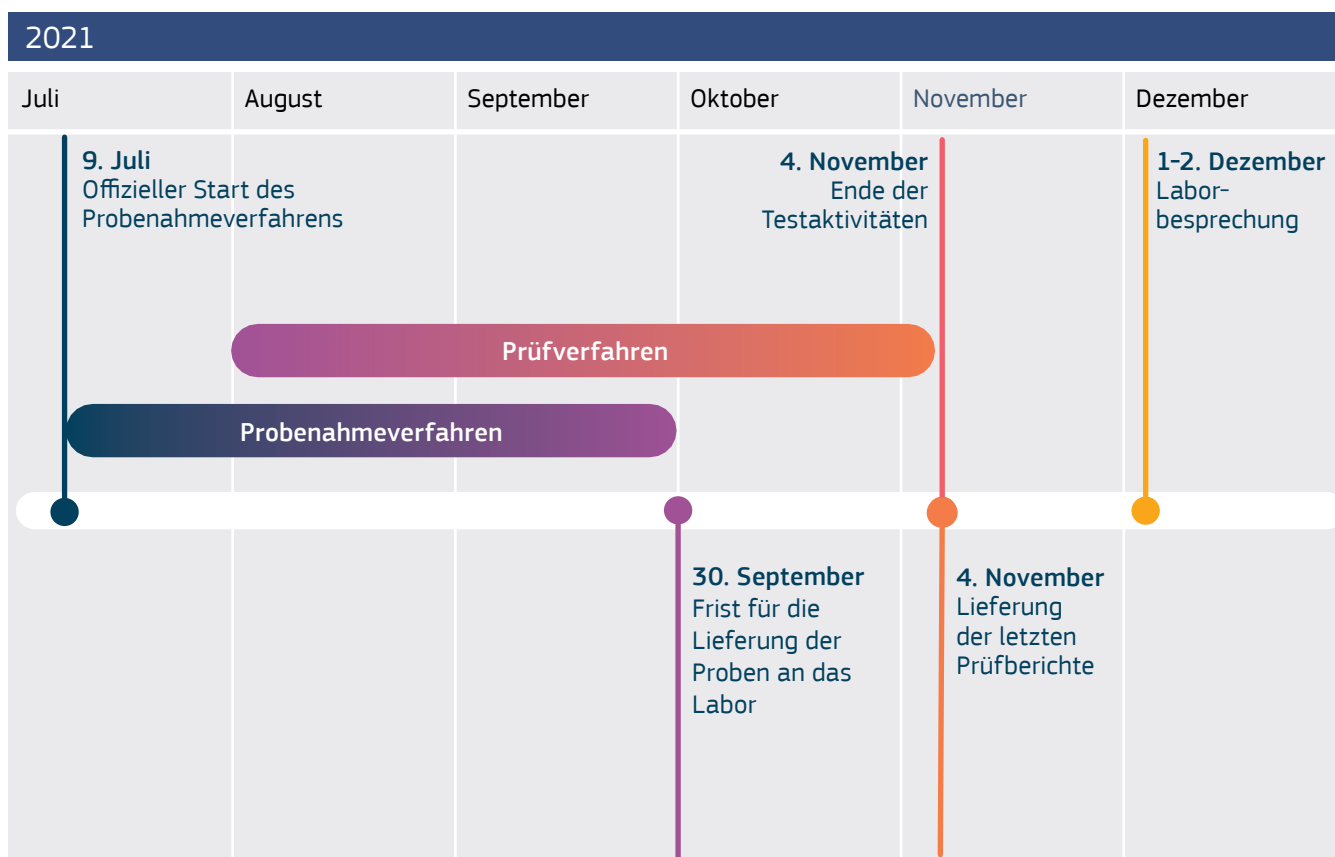 2021
Juli
August
September
Oktober
November
Dezember
9. Juli
Offizieller Start des
Probenahmeverfahrens
4. November
Ende der
Testaktivitäten
1-2. Dezember
Labor-
besprechung
Prüfverfahren
Probenahmeverfahren
30. September
Frist für die
Lieferung der
Proben an das
Labor
4. November
Lieferung
der letzten
Prüfberichte